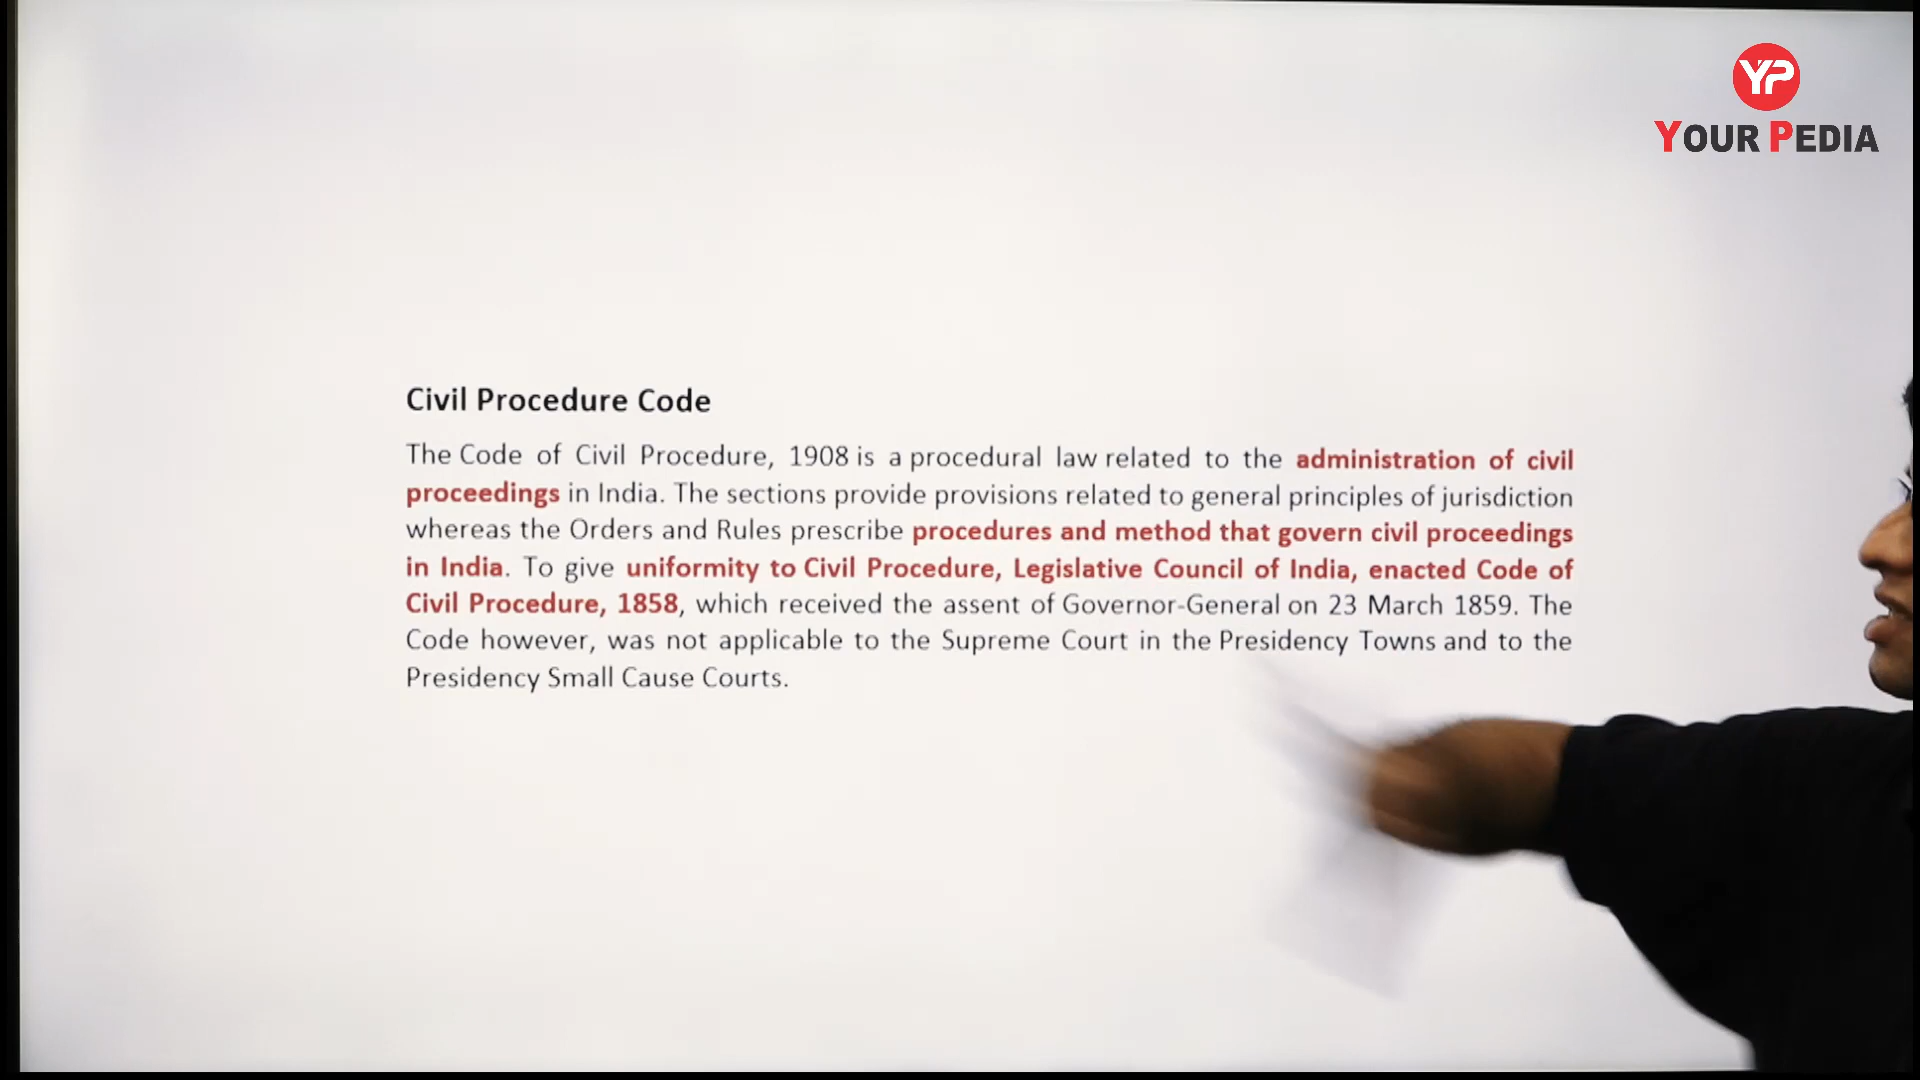 YP
YOUR PEDIA
Civil Procedure Code
The Code of Civil Procedure, 1908 is a procedural law related to the administration of civil
proceedings in India. The sections provide provisions related to general principles of jurisdiction
whereas the Orders and Rules prescribe procedures and method that govern civil proceedings
in India. To give uniformity to Civil Procedure, Legislative Council of India, enacted Code of
Civil Procedure, 1858, which received the assent of Governor-General on 23 March 1859. The
Code however, was not applicable to the Supreme Court in the Presidency Towns and to the
Presidency Small Cause Courts.